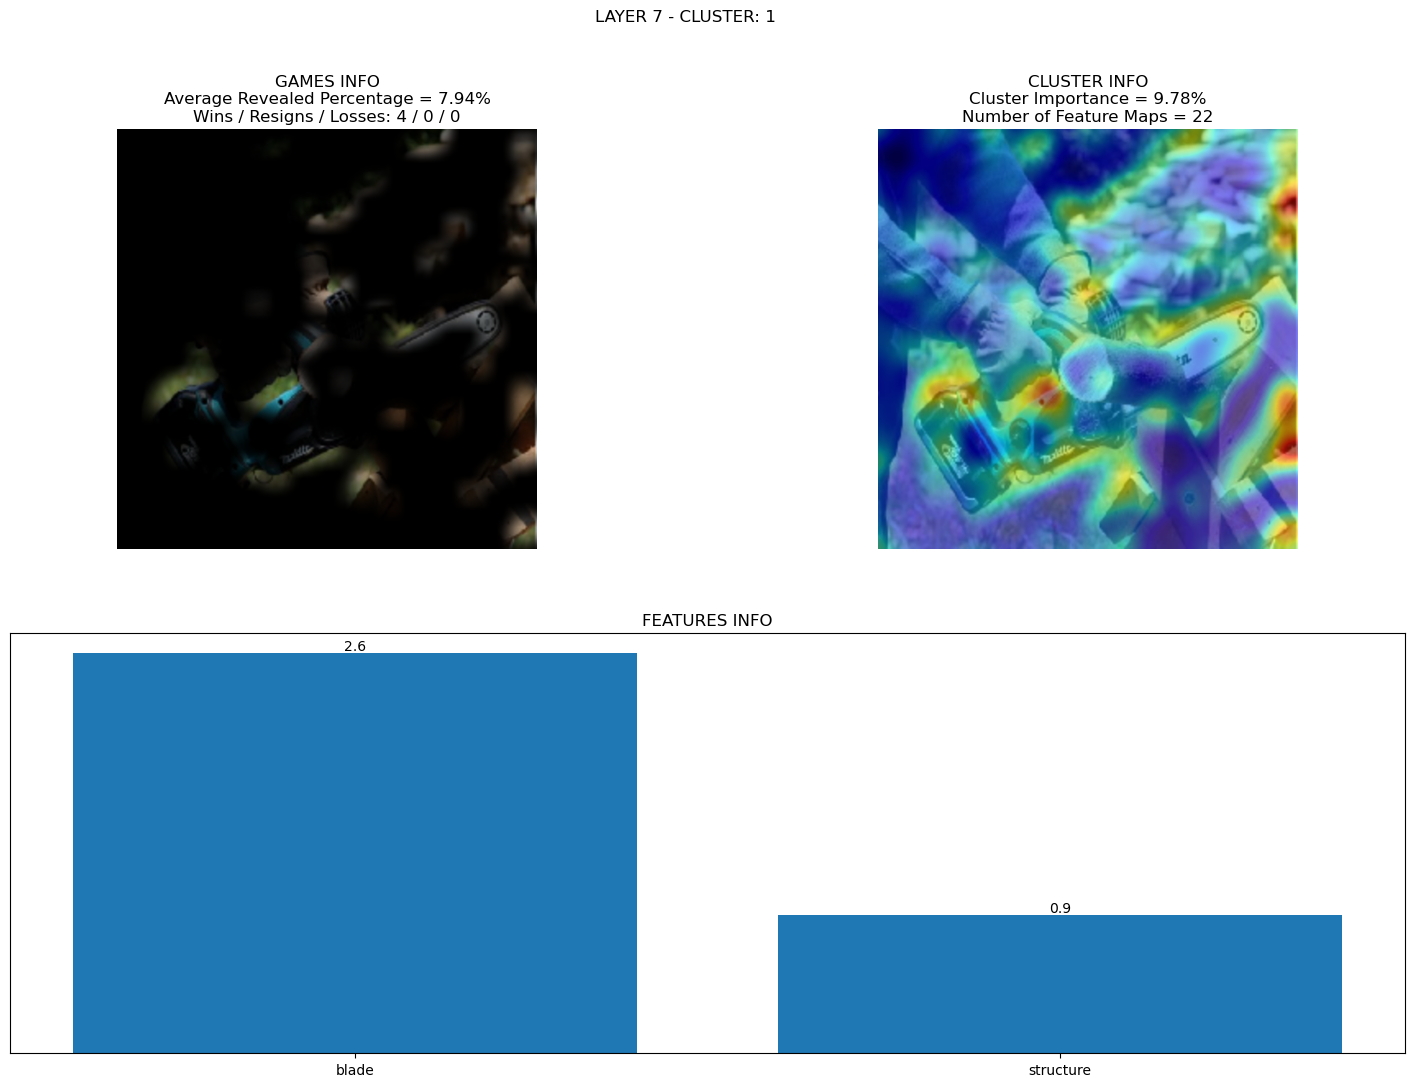 LAYER 7 - CLUSTER: 1
GAMES INFO
Average Revealed Percentage = 7.94%
Wins / Resigns / Losses: 4 / 0 / 0
CLUSTER INFO
Cluster Importance = 9.78%
Number of Feature Maps = 22
FEATURES INFO
2.6
0.9
blade
structure